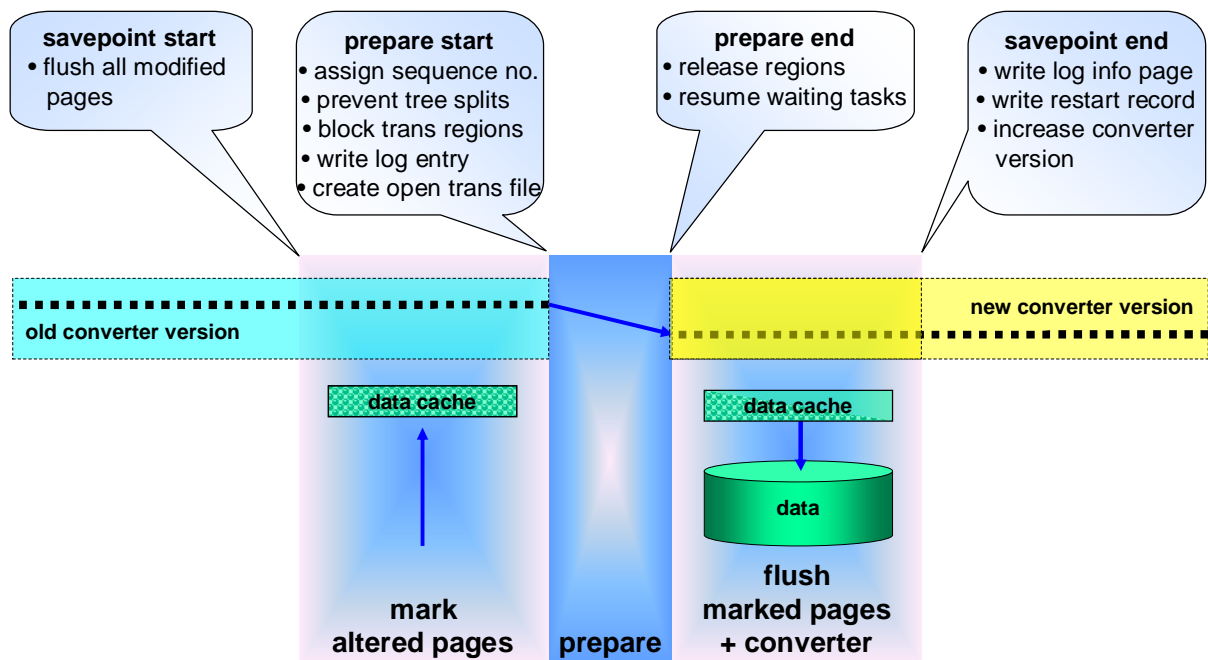 savepoint start
• flush all modified
pages
prepare start
• assign sequence no.
• prevent tree splits
• block trans regions
• write log entry
• create open trans file
prepare end
• release regions
• resume waiting tasks
savepoint end
• write log info page
• write restart record
• increase converter
version
old converter version
new converter version
data cache
data cache
data
mark
altered pages
prepare
flush
marked pages
+ converter